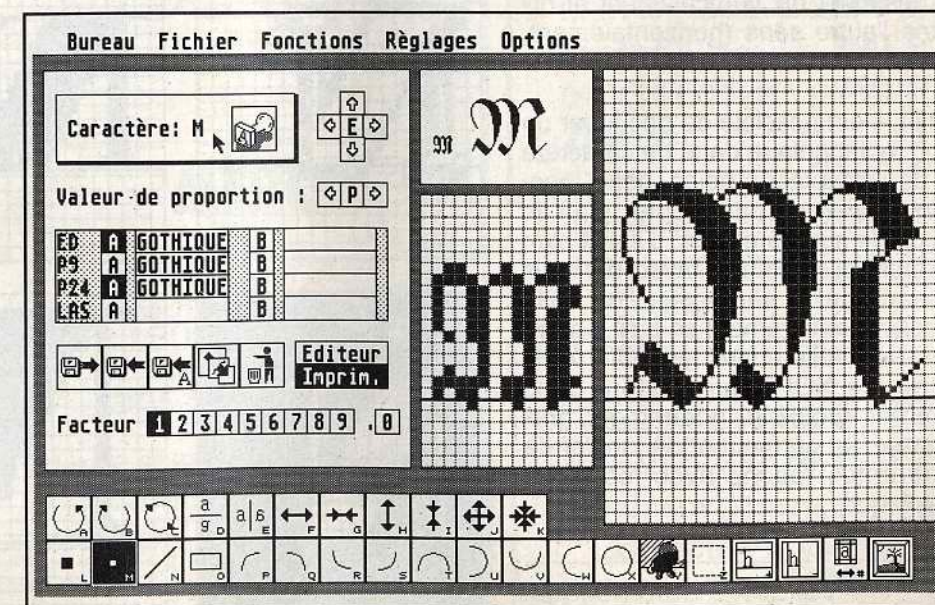 Bureau Fichier Fonctions Règlages Options
Caractère: M
E
M M
Valeur de proportion : P
ED A GOTHIQUE B
P9 A GOTHIQUE B
P24 A GOTHIQUE B
LAS A B
A Editeur
Imprim.
Facteur 1 2 3 4 5 6 7 8 9 .0
A B C a g D a a E F G H I J K
L M N O P Q R S T U V W X Y Z h h a #